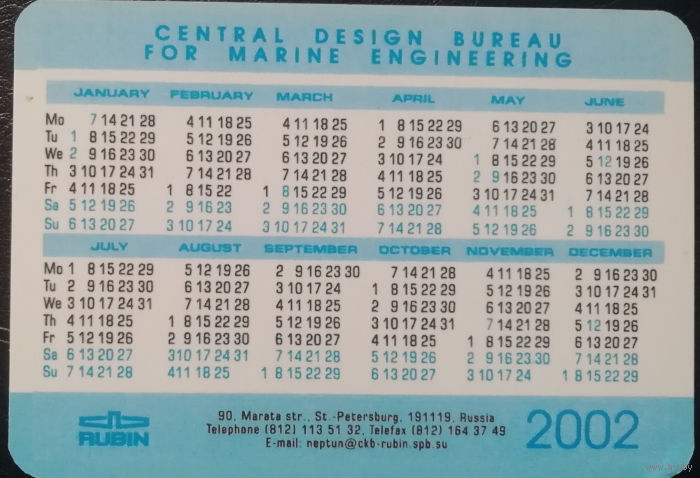 CENTRAL DESIGN BUREAU
FOR MARINE ENGINEERING
JANUARY FEBRUARY MARCH APRIL MAY JUNE
Mo 7 14 21 28 4 11 18 25 4 11 18 25 1 8 15 22 29 6 13 20 27 3 10 17 24
Tu 1 8 15 22 29 5 12 19 26 5 12 19 26 2 9 16 23 30 7 14 21 28 4 11 18 25
We 2 9 16 23 30 6 13 20 27 6 13 20 27 3 10 17 24 1 8 15 22 29 5 12 19 26
Th 3 10 17 24 31 7 14 21 28 7 14 21 28 4 11 18 25 2 9 16 23 30 6 13 20 27
Fr 4 11 18 25 1 8 15 22 1 8 15 22 29 5 12 19 26 3 10 17 24 31 7 14 21 28
Sa 5 12 19 26 2 9 16 23 2 9 16 23 30 6 13 20 27 4 11 18 25 1 8 15 22 29
Su 6 13 20 27 3 10 17 24 3 10 17 24 31 7 14 21 28 5 12 19 26 2 9 16 23 30
JULY AUGUST SEPTEMBER OCTOBER NOVEMBER DECEMBER
Mo 1 8 15 22 29 5 12 19 26 2 9 16 23 30 7 14 21 28 4 11 18 25 2 9 16 23 30
Tu 2 9 16 23 30 6 13 20 27 3 10 17 24 1 8 15 22 29 5 12 19 26 3 10 17 24 31
We 3 10 17 24 31 7 14 21 28 4 11 18 25 2 9 16 23 30 6 13 20 27 4 11 18 25
Th 4 11 18 25 1 8 15 22 29 5 12 19 26 3 10 17 24 31 7 14 21 28 5 12 19 26
Fr 5 12 19 26 2 9 16 23 30 6 13 20 27 4 11 18 25 1 8 15 22 29 6 13 20 27
Sa 6 13 20 27 3 10 17 24 31 7 14 21 28 5 12 19 26 2 9 16 23 30 7 14 21 28
Su 7 14 21 28 4 11 18 25 1 8 15 22 29 6 13 20 27 3 10 17 24 1 8 15 22 29
RUBIN
90, Marata str., St.-Petersburg, 191119, Russia
Telephone (812) 113 51 32, Telefax (812) 164 37 49
E-mail: neptun@ckb-rubin.spb.su
2002